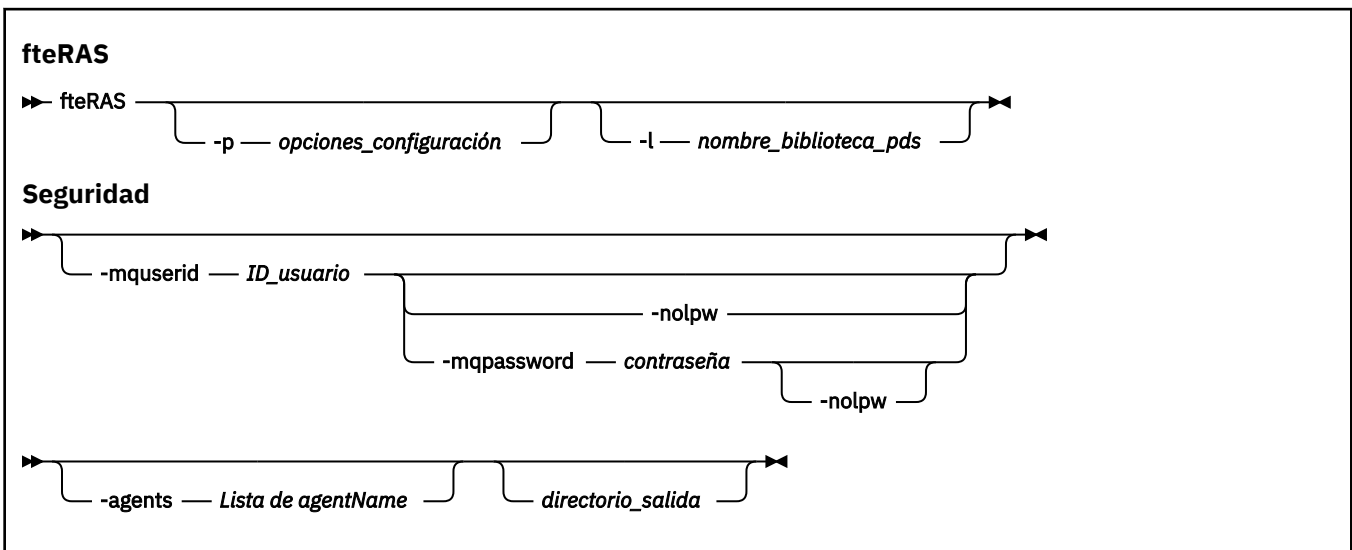 fteRAS
fteRAS
-p opciones_configuración -l nombre_biblioteca_pds
Seguridad
-mquserid ID_usuario
-nolpw
-mqpassword contraseña
-nolpw
-agents Lista de agentName directorio_salida